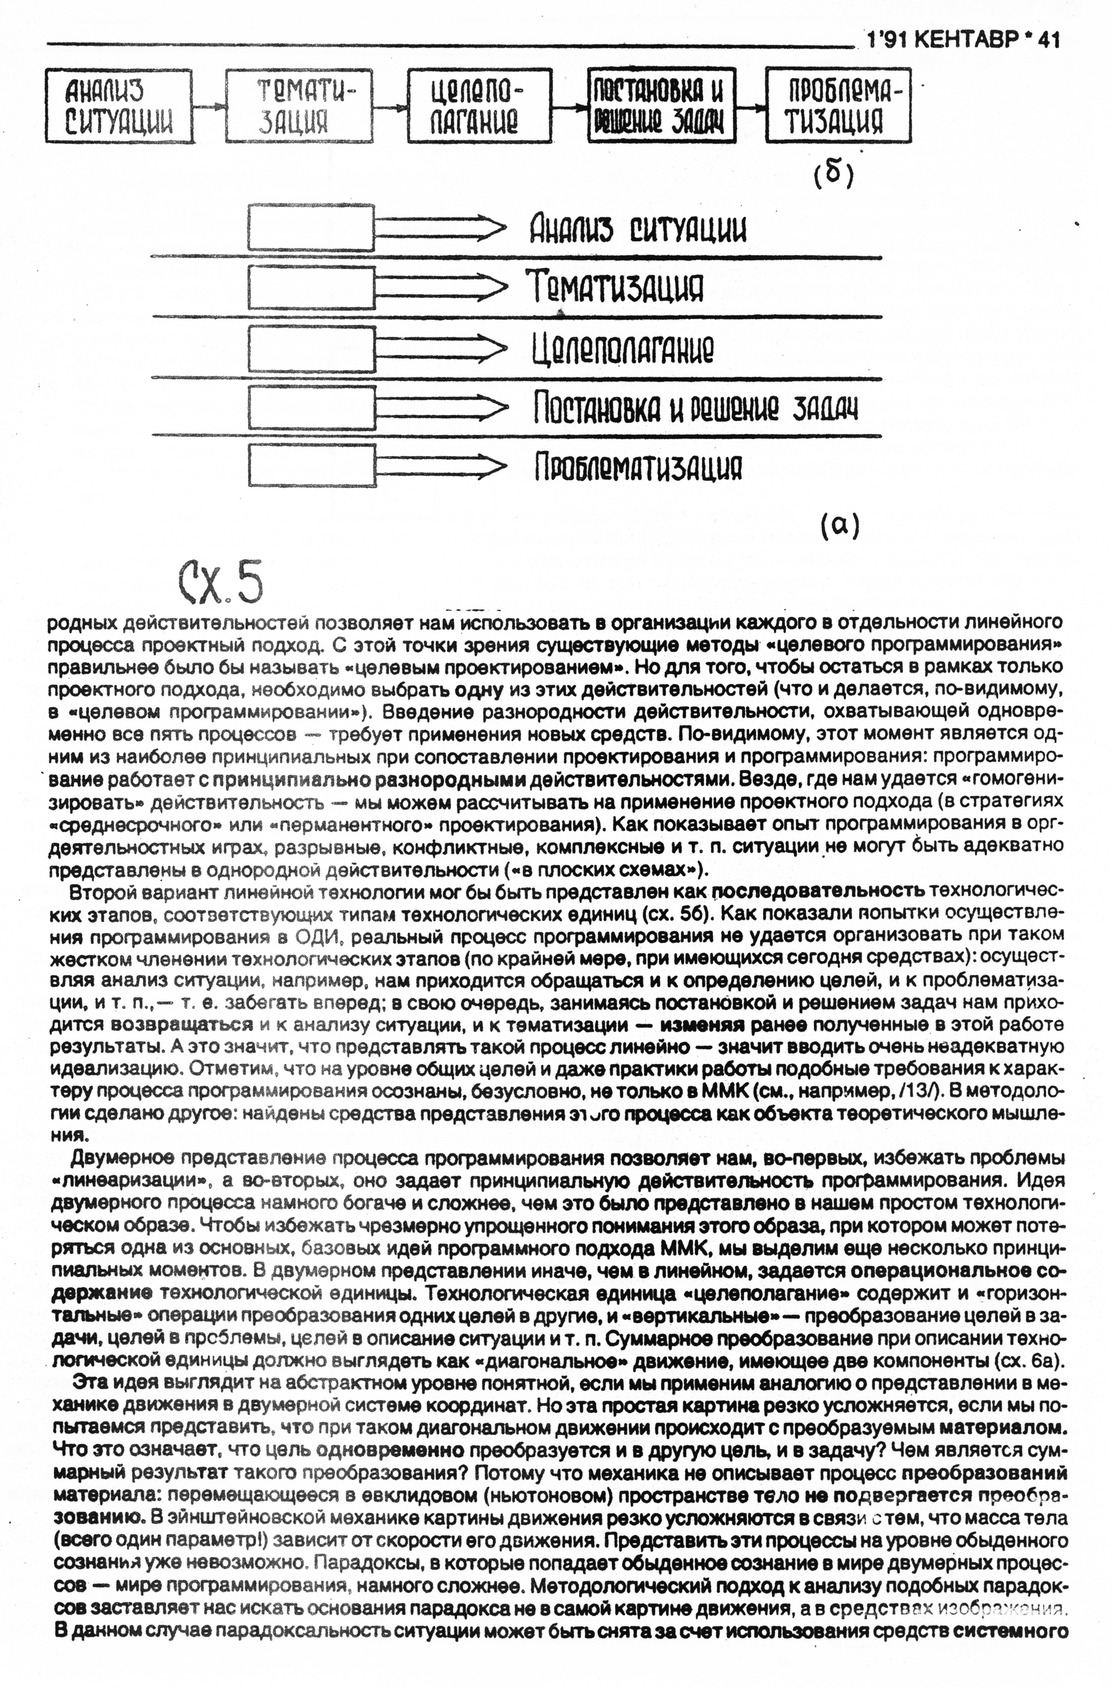 1'91 КЕНТАВР * 41
АНАЛИЗ СИТУАЦИИ
ТЕМАТИ-ЗАЦИЯ
ЦЕЛЕПО-ЛАГАНИЕ
ПОСТАНОВКА И РЕШЕНИЕ ЗАДАЧ
ПРОБЛЕМА-ТИЗАЦИЯ
(б)
Анализ ситуации
Тематизация
Целеполагание
Постановка и решение задач
Проблематизация
(а)
СХ. 5
родных действительностей позволяет нам использовать в организации каждого в отдельности линейного
процесса проектный подход. С этой точки зрения существующие методы «целевого программирования»
правильнее было бы называть «целевым проектированием». Но для того, чтобы остаться в рамках только
проектного подхода, необходимо выбрать одну из этих действительностей (что и делается, по-видимому,
в «целевом программировании»). Введение разнородности действительности, охватывающей одновре-
менно все пять процессов — требует применения новых средств. По-видимому, этот момент является од-
ним из наиболее принципиальных при сопоставлении проектирования и программирования: программиро-
вание работает с принципиально разнородными действительностями. Везде, где нам удается «гомогени-
зировать» действительность — мы можем рассчитывать на применение проектного подхода (в стратегиях
«среднесрочного» или «перманентного» проектирования). Как показывает опыт программирования в орг-
деятельностных играх, разрывные, конфликтные, комплексные и т. п. ситуации не могут быть адекватно
представлены в однородной действительности («в плоских схемах»).
Второй вариант линейной технологии мог бы быть представлен как последовательность технологичес-
ких этапов, соответствующих типам технологических единиц (сх. 5б). Как показали попытки осуществле-
ния программирования в ОДИ, реальный процесс программирования не удается организовать при таком
жестком членении технологических этапов (по крайней мере, при имеющихся сегодня средствах): осущест-
вляя анализ ситуации, например, нам приходится обращаться и к определению целей, и к проблематиза-
ции, и т. п.,— т. е. забегать вперед; в свою очередь, занимаясь постановкой и решением задач нам прихо-
дится возвращаться и к анализу ситуации, и к тематизации — изменяя ранее полученные в этой работе
результаты. А это значит, что представлять такой процесс линейно — значит вводить очень неадекватную
идеализацию. Отметим, что на уровне общих целей и даже практики работы подобные требования к харак-
теру процесса программирования осознаны, безусловно, не только в ММК (см., например, /13/). В методоло-
гии сделано другое: найдены средства представления этого процесса как объекта теоретического мышле-
ния.
Двумерное представление процесса программирования позволяет нам, во-первых, избежать проблемы
«линеаризации», а во-вторых, оно задает принципиальную действительность программирования. Идея
двумерного процесса намного богаче и сложнее, чем это было представлено в нашем простом технологи-
ческом образе. Чтобы избежать чрезмерно упрощенного понимания этого образа, при котором может поте-
ряться одна из основных, базовых идей программного подхода ММК, мы выделим еще несколько принци-
пиальных моментов. В двумерном представлении иначе, чем в линейном, задается операциональное со-
держание технологической единицы. Технологическая единица «целеполагание» содержит и «горизон-
тальные» операции преобразования одних целей в другие, и «вертикальные» — преобразование целей в за-
дачи, целей в проблемы, целей в описание ситуации и т. п. Суммарное преобразование при описании техно-
логической единицы должно выглядеть как «диагональное» движение, имеющее две компоненты (сх. 6а).
Эта идея выглядит на абстрактном уровне понятной, если мы применим аналогию о представлении в ме-
ханике движения в двумерной системе координат. Но эта простая картина резко усложняется, если мы по-
пытаемся представить, что при таком диагональном движении происходит с преобразуемым материалом.
Что это означает, что цель одновременно преобразуется и в другую цель, и в задачу? Чем является сум-
марный результат такого преобразования? Потому что механика не описывает процесс преобразований
материала: перемещающееся в евклидовом (ньютоновом) пространстве тело не подвергается преобра-
зованию. В эйнштейновской механике картины движения резко усложняются в связи с тем, что масса тела
(всего один параметр!) зависит от скорости его движения. Представить эти процессы на уровне обыденного
сознания уже невозможно. Парадоксы, в которые попадает обыденное сознание в мире двумерных процес-
сов — мире программирования, намного сложнее. Методологический подход к анализу подобных парадок-
сов заставляет нас искать основания парадокса не в самой картине движения, а в средствах изображения.
В данном случае парадоксальность ситуации может быть снята за счет использования средств системного